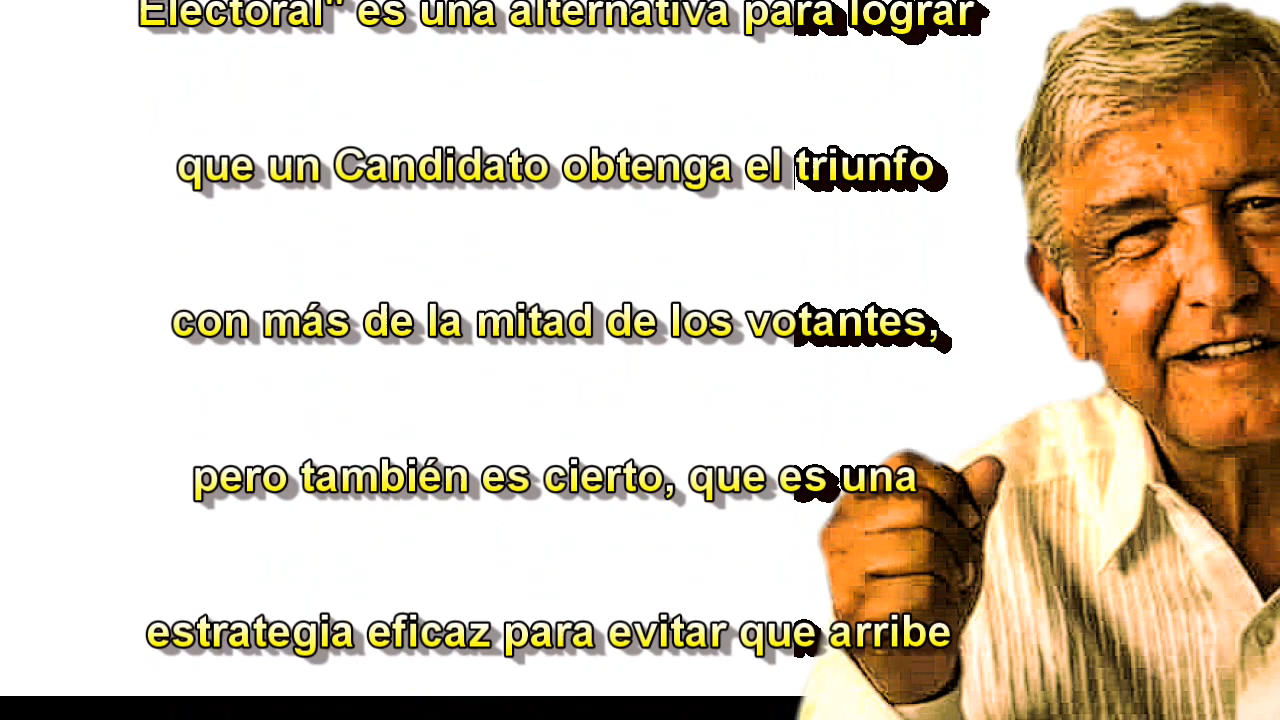 Electoral" es una alternativa para lograr
que un Candidato obtenga el triunfo
con más de la mitad de los votantes,
pero también es cierto, que es una
estrategia eficaz para evitar que arribe